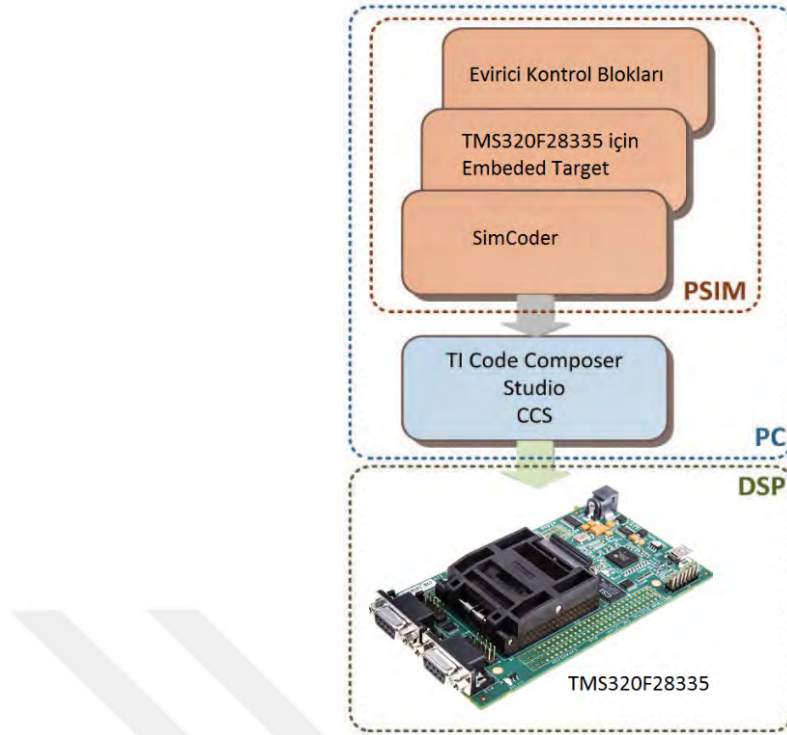 Evirici Kontrol Blokları
TMS320F28335 için
Embeded Target
SimCoder
PSIM
TI Code Composer
Studio
CCS
PC
DSP
TMS320F28335